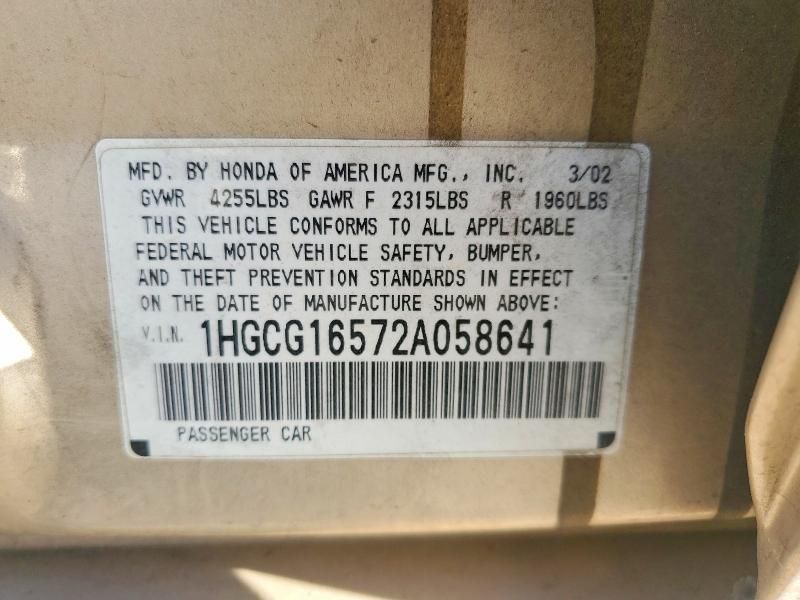 MFD. BY HONDA OF AMERICA MFG., INC. 3/02
GVWR 4255LBS GAWR F 2315LBS R 1960LBS
THIS VEHICLE CONFORMS TO ALL APPLICABLE
FEDERAL MOTOR VEHICLE SAFETY, BUMPER,
AND THEFT PREVENTION STANDARDS IN EFFECT
ON THE DATE OF MANUFACTURE SHOWN ABOVE:
V.I.N. 1HGCG16572A058641
PASSENGER CAR